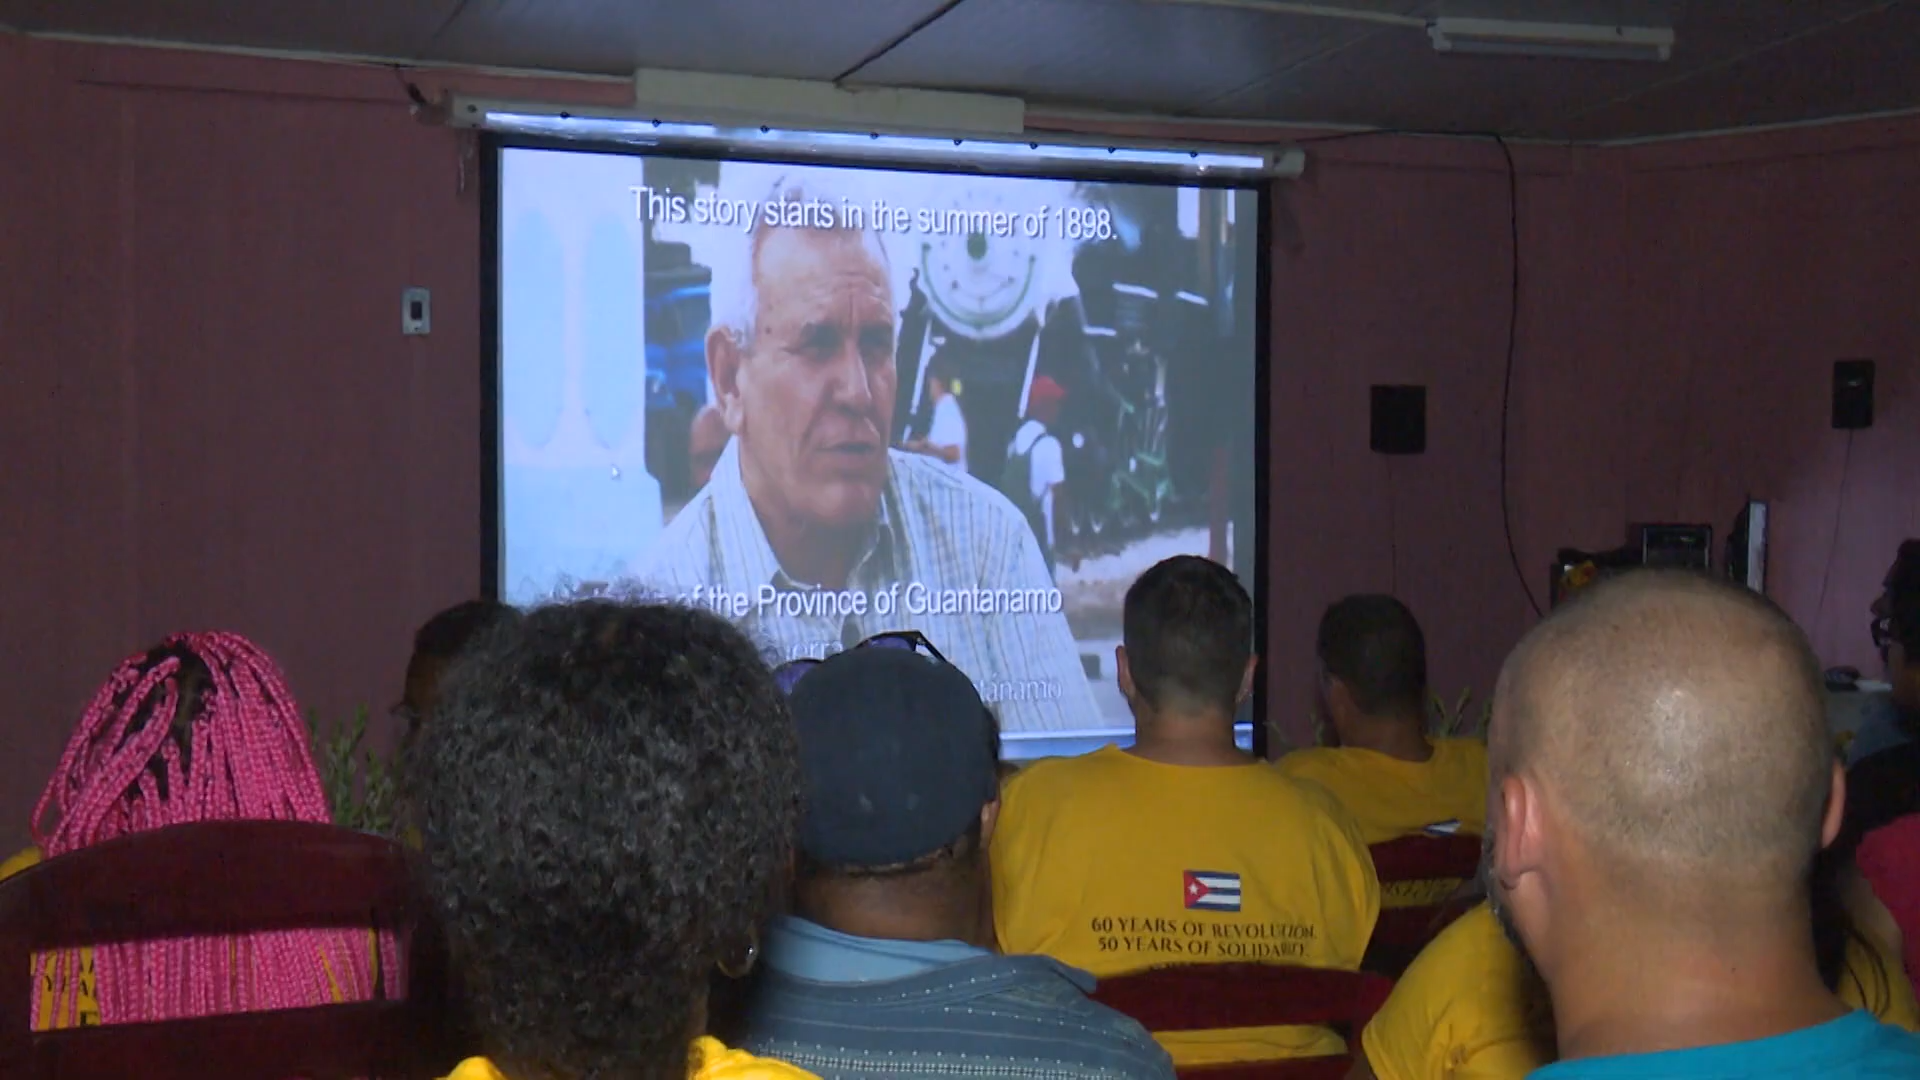 This story starts in the summer of 1898.
of the Province of Guantanamo
60 YEARS OF REVOLUTION.
50 YEARS OF SOLIDARITY.